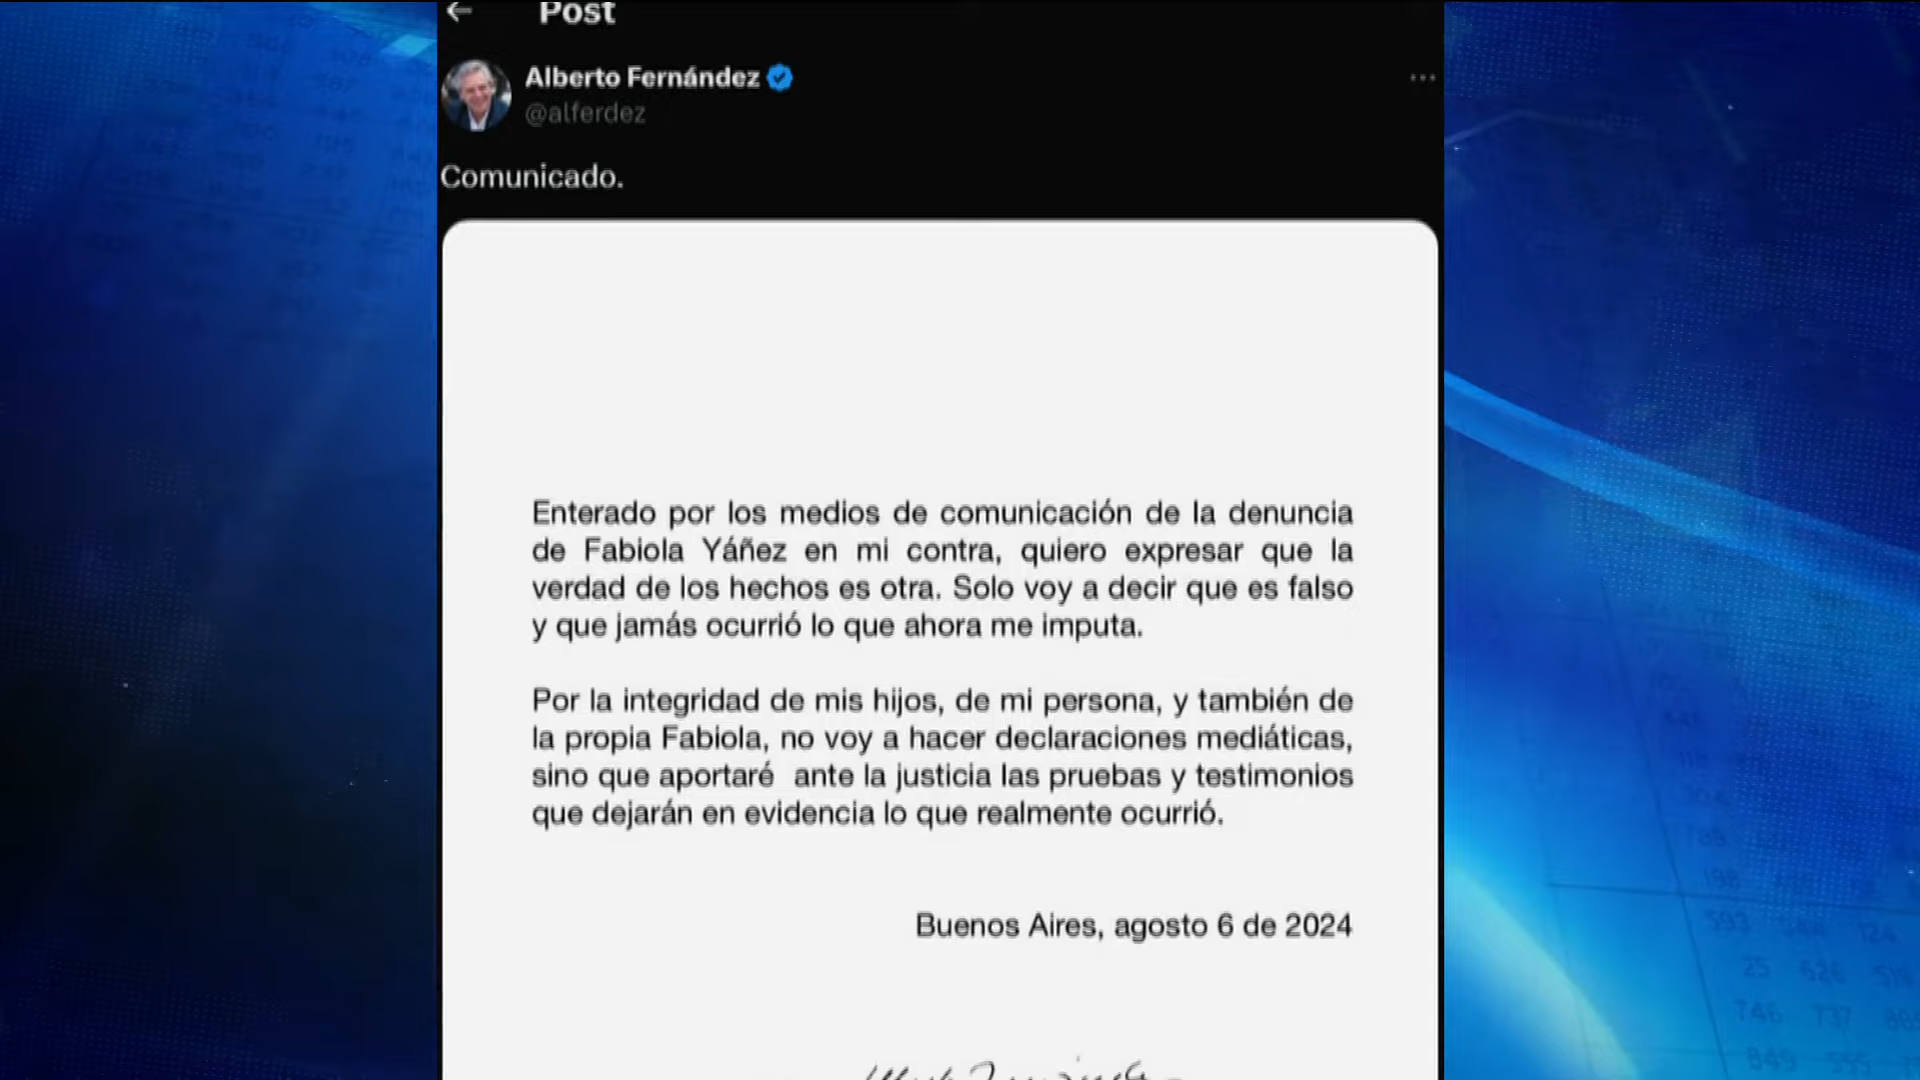 Post
Alberto Fernández
@alferdez
Comunicado.
Enterado por los medios de comunicación de la denuncia
de Fabiola Yáñez en mi contra, quiero expresar que la
verdad de los hechos es otra. Solo voy a decir que es falso
y que jamás ocurrió lo que ahora me imputa.
Por la integridad de mis hijos, de mi persona, y también de
la propia Fabiola, no voy a hacer declaraciones mediáticas,
sino que aportaré  ante la justicia las pruebas y testimonios
que dejarán en evidencia lo que realmente ocurrió.
Buenos Aires, agosto 6 de 2024